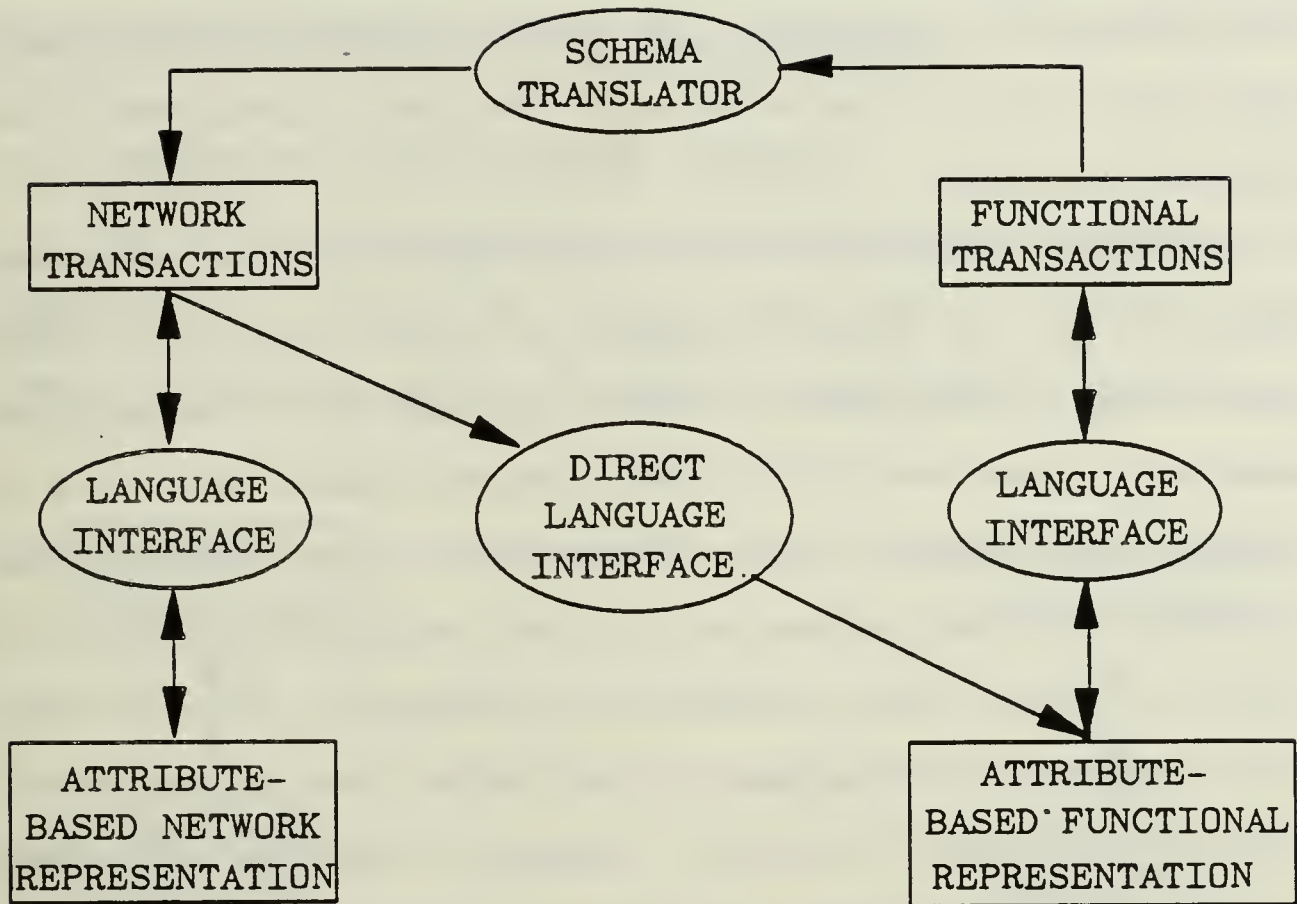 SCHEMA
TRANSLATOR
NETWORK
TRANSACTIONS
FUNCTIONAL
TRANSACTIONS
LANGUAGE
INTERFACE
DIRECT
LANGUAGE
INTERFACE
LANGUAGE
INTERFACE
ATTRIBUTE-
BASED NETWORK
REPRESENTATION
ATTRIBUTE-
BASED FUNCTIONAL
REPRESENTATION